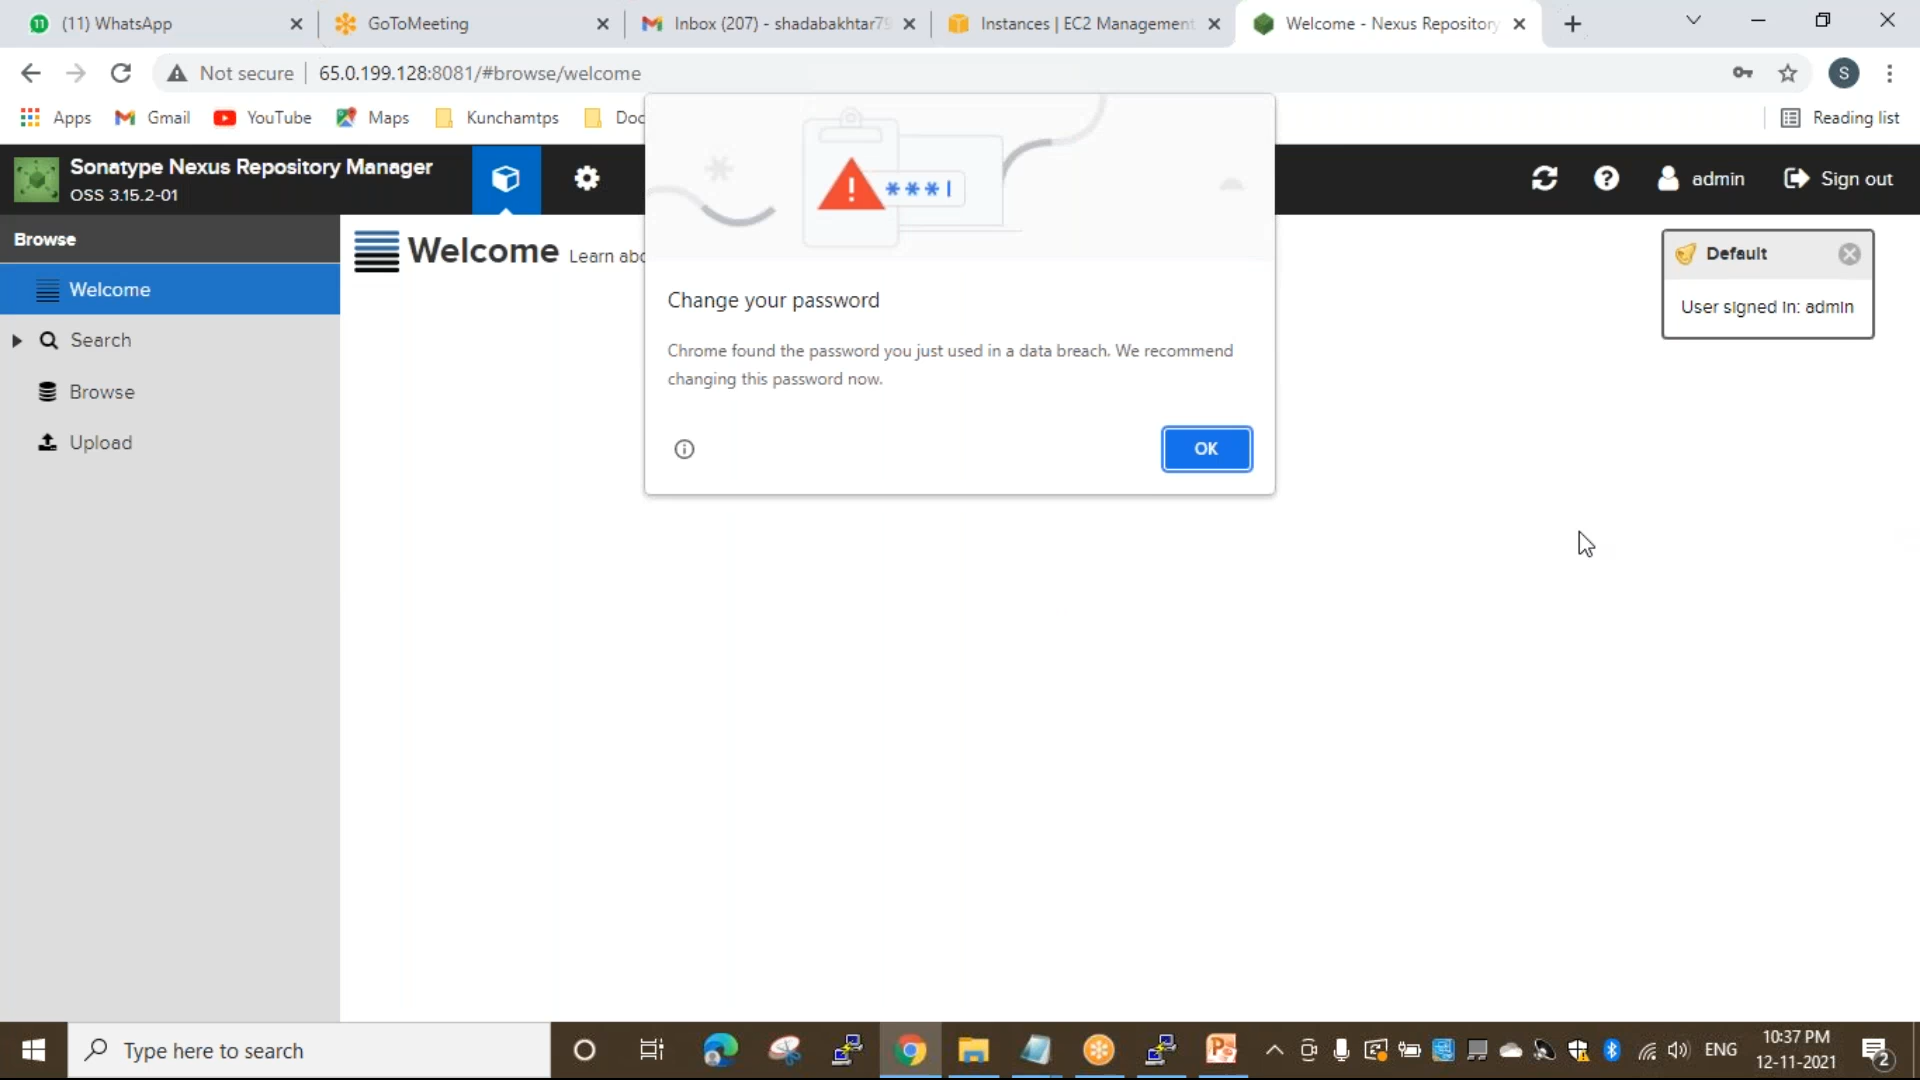 (11) WhatsApp
GoToMeeting
Inbox (207) - shadabakhtar79
Instances | EC2 Management
Welcome - Nexus Repository
Not secure
65.0.199.128:8081/#browse/welcome
S
Apps
Gmail
YouTube
Maps
Kunchamtps
Doc
Reading list
Sonatype Nexus Repository Manager
OSS 3.15.2-01
admin
Sign out
Browse
Welcome
Search
Browse
Upload
Welcome Learn abo
***|
Change your password
Chrome found the password you just used in a data breach. We recommend
changing this password now.
OK
Default
User signed in: admin
Type here to search
ENG
10:37 PM
12-11-2021
2